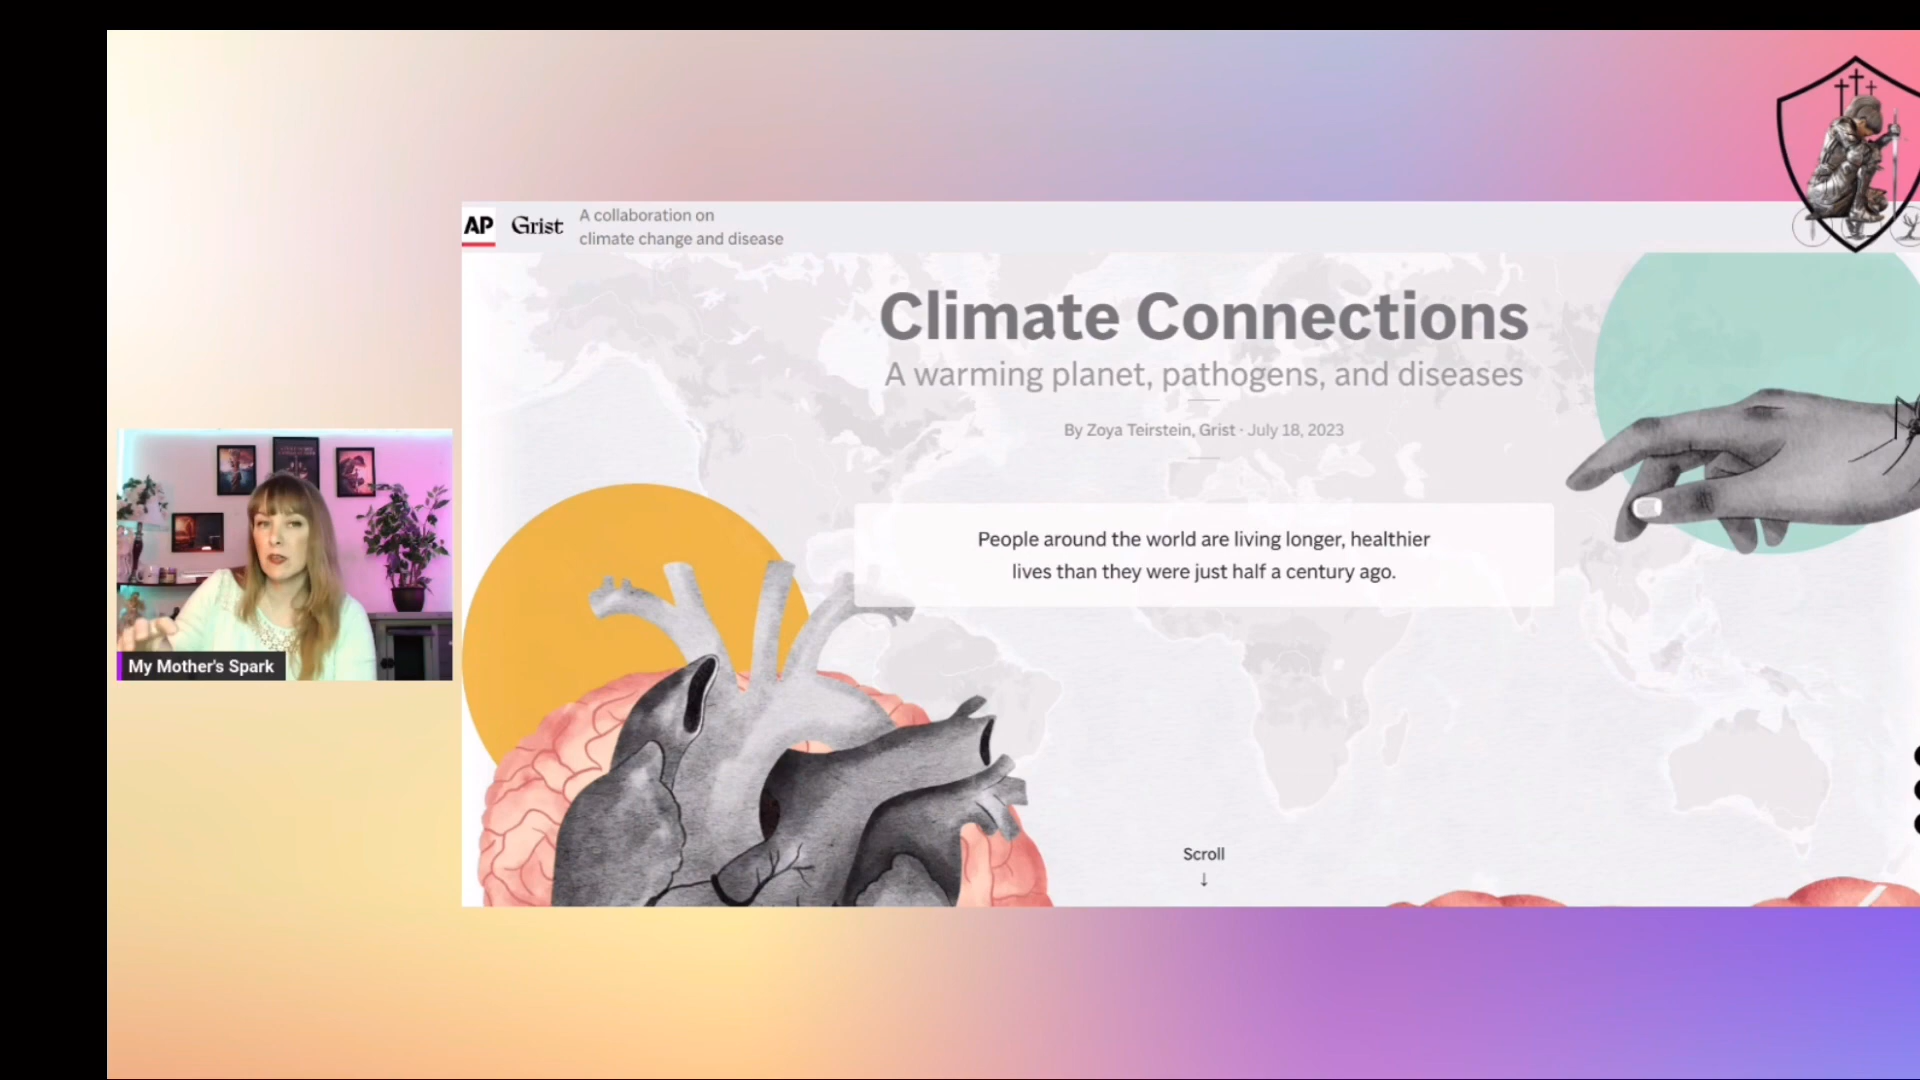 AP Grist A collaboration on
climate change and disease
Climate Connections
A warming planet, pathogens, and diseases
By Zoya Teirstein, Grist · July 18, 2023
People around the world are living longer, healthier
lives than they were just half a century ago.
My Mother's Spark
Scroll
↓